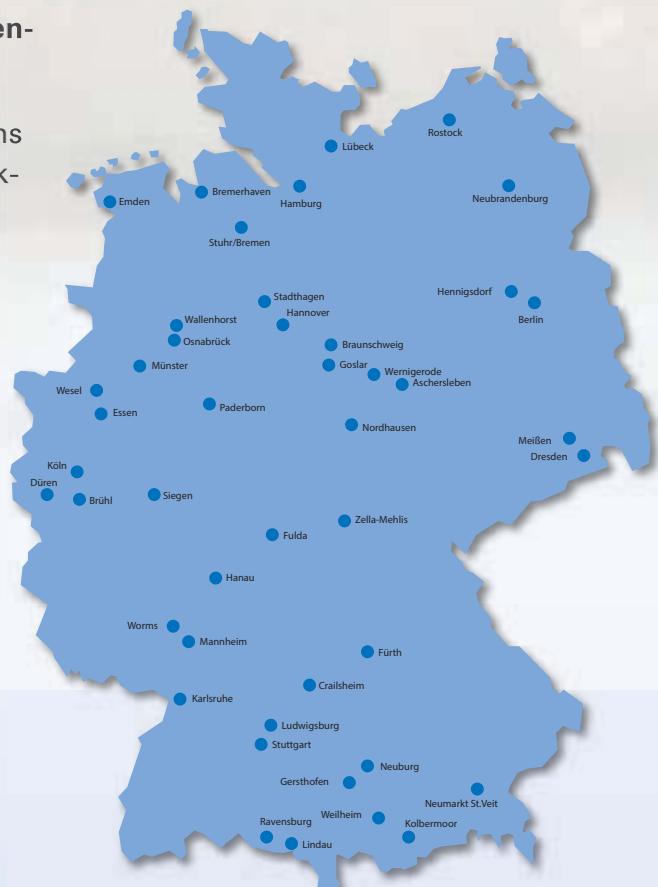 en-
ns
k-
Rostock
Lübeck
Bremerhaven
Hamburg
Neubrandenburg
Emden
Stuhr/Bremen
Hennigsdorf
Stadthagen
Hannover
Berlin
Wallenhorst
Osnabrück
Braunschweig
Münster
Goslar
Wernigerode
Aschersleben
Wesel
Essen
Paderborn
Nordhausen
Meißen
Dresden
Köln
Düren
Brühl
Siegen
Zella-Mehlis
Fulda
Hanau
Worms
Mannheim
Fürth
Crailsheim
Karlsruhe
Ludwigsburg
Stuttgart
Neuburg
Gersthofen
Neumarkt St.Veit
Weilheim
Ravensburg
Kolbermoor
Lindau